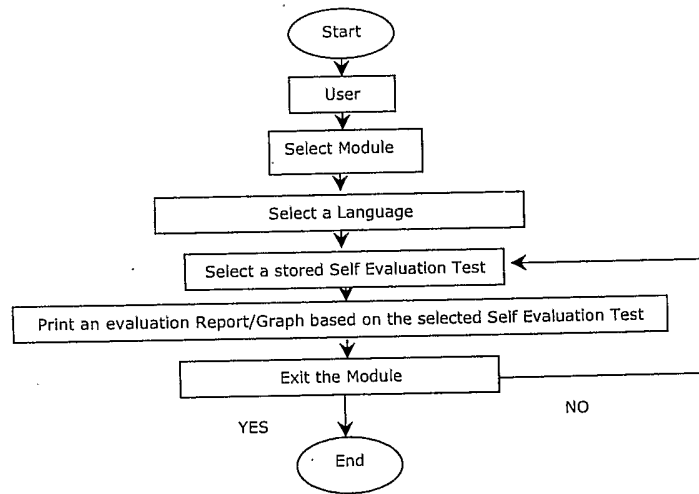 Start
User
Select Module
Select a Language
Select a stored Self Evaluation Test
Print an evaluation Report/Graph based on the selected Self Evaluation Test
Exit the Module
NO
YES
End